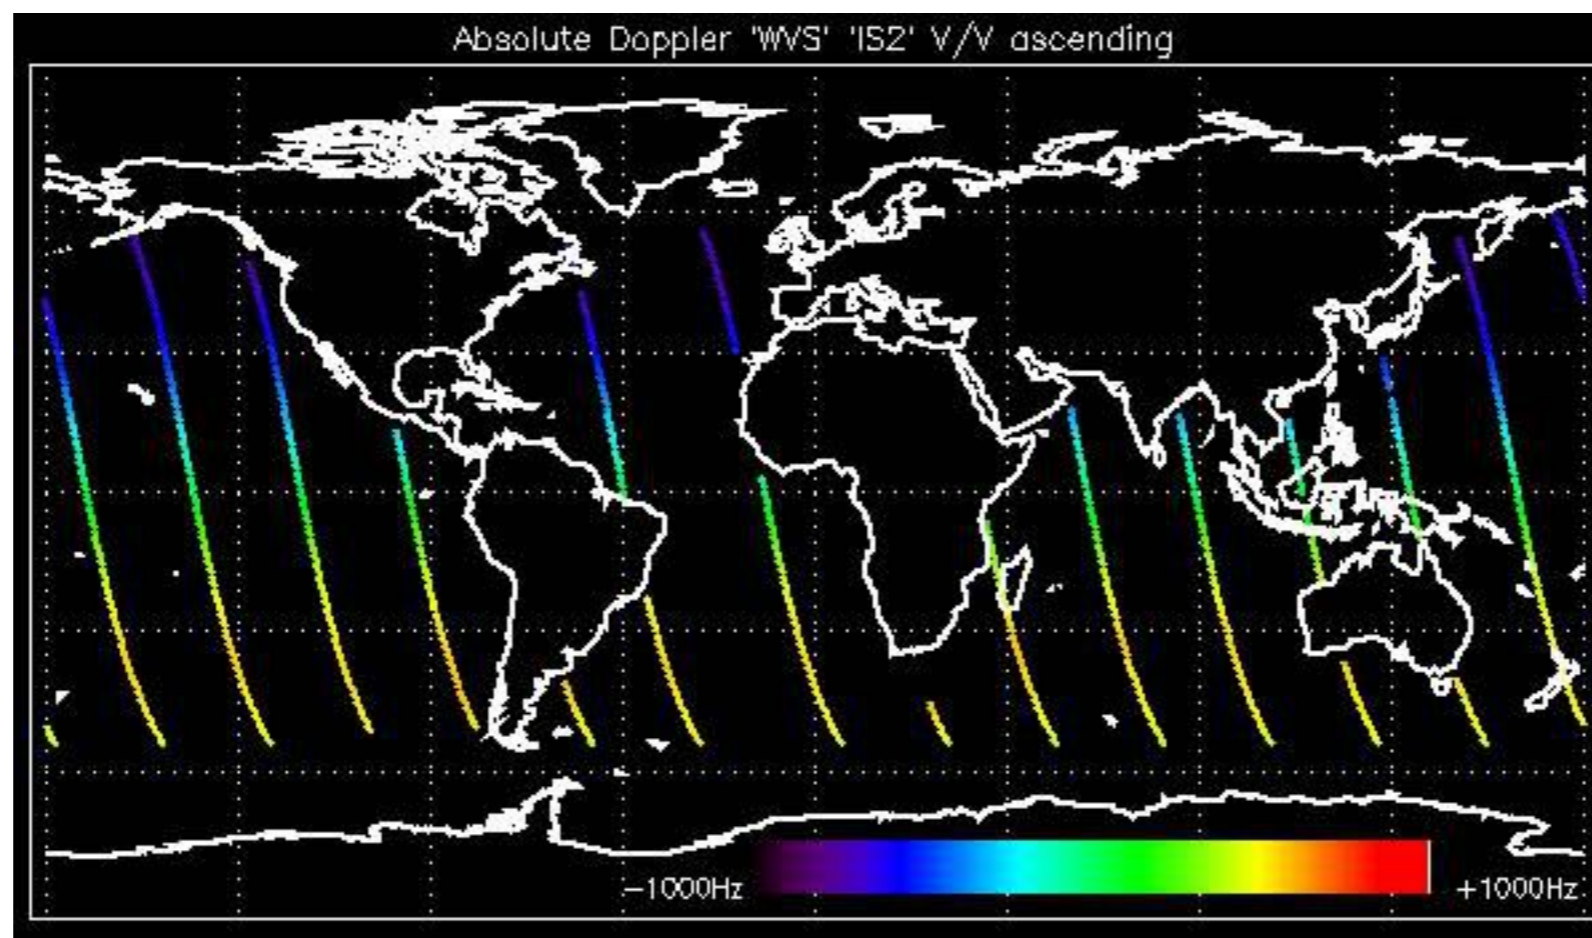 Absolute Doppler 'WVS' 'IS2' V/V ascending
-1000Hz +1000Hz